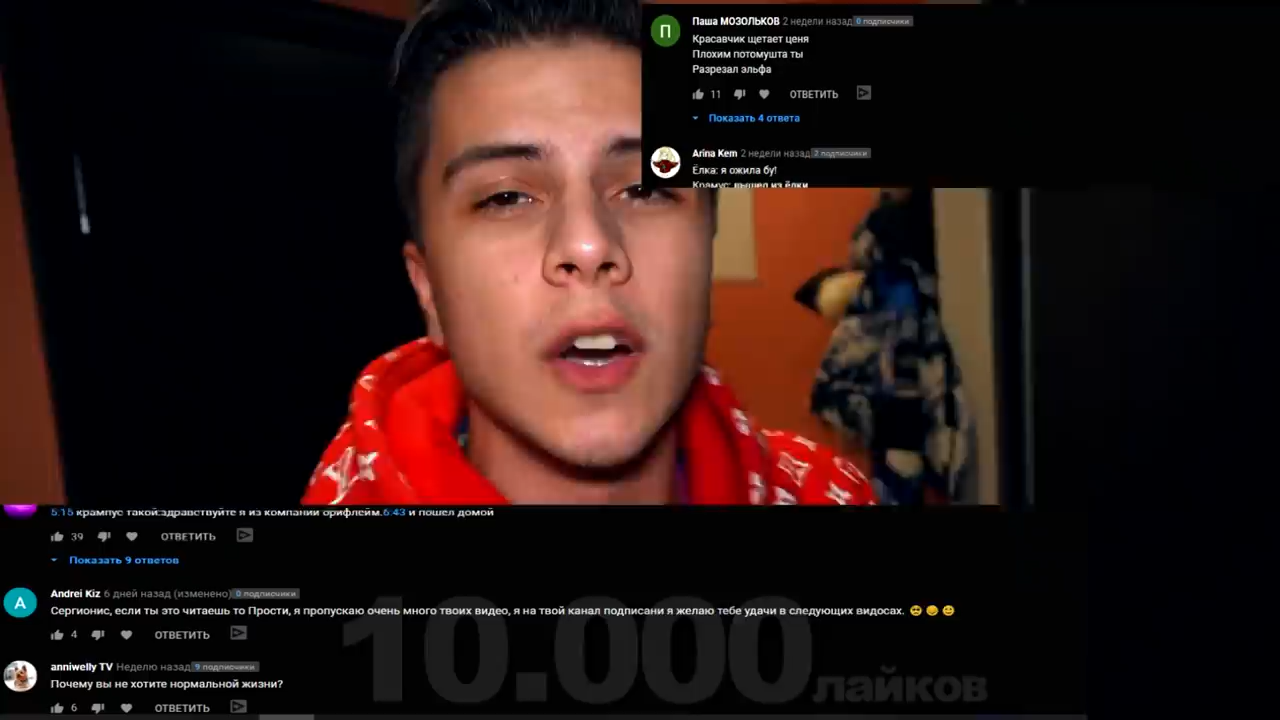 Паша МОЗОЛЬКОВ 2 недели назад 0 подписчики
Красавчик щетает ценя
Плохим потомушта ты
Разрезал эльфа
11 ОТВЕТИТЬ
Показать 4 ответа
Arina Kem 2 недели назад 2 подписчики
Ёлка: я ожила бу!
Крампус: вышел из ёлки
5:15 крампус такой:здравствуйте я из компании орифлейм.6:43 и пошел домой
39 ОТВЕТИТЬ
Показать 9 ответов
Andrei Kiz 6 дней назад (изменено) 0 подписчики
Сергионис, если ты это читаешь то Прости, я пропускаю очень много твоих видео, я на твой канал подписани я желаю тебе удачи в следующих видосах.
4 ОТВЕТИТЬ
anniwelly TV Неделю назад 9 подписчики
Почему вы не хотите нормальной жизни?
6 ОТВЕТИТЬ
10.000 лайков